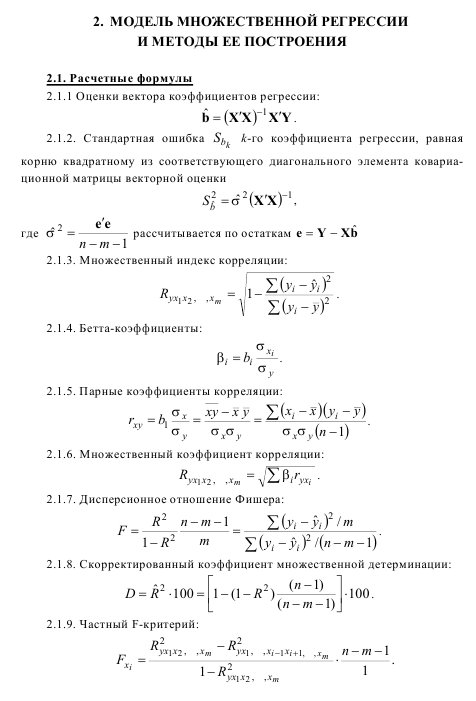 2. МОДЕЛЬ МНОЖЕСТВЕННОЙ РЕГРЕССИИ
И МЕТОДЫ ЕЕ ПОСТРОЕНИЯ
2.1. Расчетные формулы
2.1.1 Оценки вектора коэффициентов регрессии:
b̂ = (X′X)⁻¹ X′Y .
2.1.2. Стандартная ошибка S_{b_k} k-го коэффициента регрессии, равная
корню квадратному из соответствующего диагонального элемента ковариа-
ционной матрицы векторной оценки
S²_{b̂} = σ̂² (X′X)⁻¹ ,
где σ̂² = e′e / (n − m − 1) рассчитывается по остаткам e = Y − Xb̂
2.1.3. Множественный индекс корреляции:
R_{yx₁x₂, ,x_m} = √(1 − ∑(y_i − ŷ_i)² / ∑(y_i − ȳ)²) .
2.1.4. Бетта-коэффициенты:
β_i = b_i σ_{x_i} / σ_y .
2.1.5. Парные коэффициенты корреляции:
r_{xy} = b₁ σ_x / σ_y = (x̅y̅ − x̅ y̅) / (σ_x σ_y) = ∑(x_i − x̅)(y_i − y̅) / (σ_x σ_y (n − 1)) .
2.1.6. Множественный коэффициент корреляции:
R_{yx₁x₂, ,x_m} = √(∑ β_i r_{yx_i}) .
2.1.7. Дисперсионное отношение Фишера:
F = R² / (1 − R²) (n − m − 1) / m = (∑(y_i − ŷ_i)² / m) / (∑(y_i − ŷ_i)² /(n − m − 1)) .
2.1.8. Скорректированный коэффициент множественной детерминации:
D = R̂² · 100 = [1 − (1 − R²) (n − 1) / (n − m − 1)] · 100 .
2.1.9. Частный F-критерий:
F_{x_i} = (R²_{yx₁x₂, ,x_m} − R²_{yx₁, ,x_{i−1}x_{i+1}, ,x_m}) / (1 − R²_{yx₁x₂, ,x_m}) · (n − m − 1) / 1 .